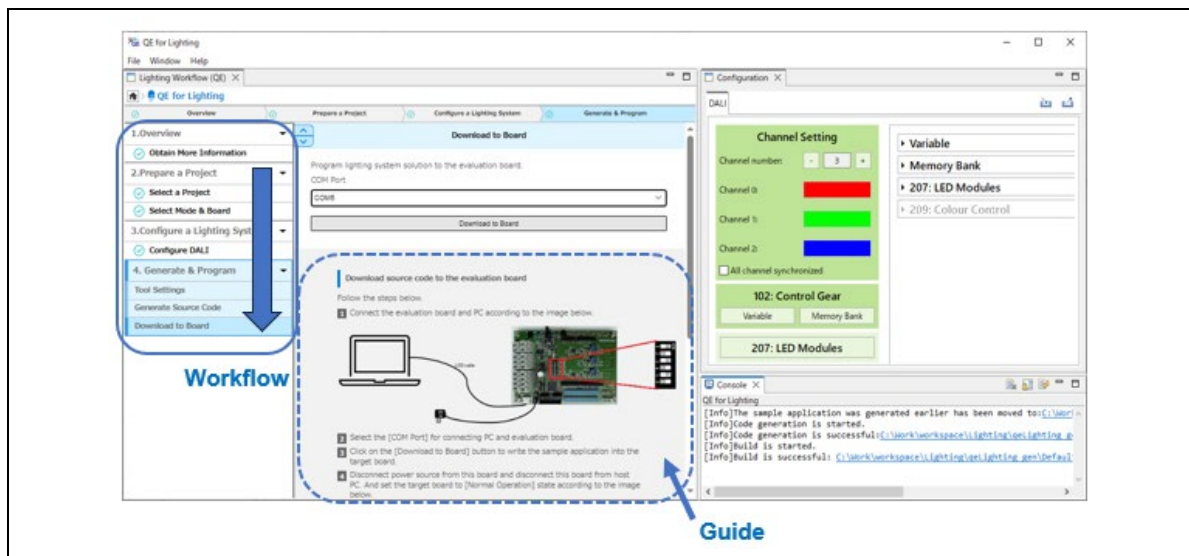 QE for Lighting
File Window Help
Lighting Workflow (QE)
QE for Lighting
Overview
Prepare a Project
Configure a Lighting System
Generate & Program
1.Overview
Obtain More Information
2.Prepare a Project
Select a Project
Select Mode & Board
3.Configure a Lighting Syst
Configure DALI
4. Generate & Program
Tool Settings
Generate Source Code
Download to Board
Workflow
Download to Board
Program lighting system solution to the evaluation board.
COM Port
COM5
Download to Board
Download source code to the evaluation board
Follow the steps below.
1 Connect the evaluation board and PC according to the image below.
2 Select the [COM Port] for connecting PC and evaluation board.
3 Click on the [Download to Board] button to write the sample application into the
target board.
4 Disconnect power source from this board and disconnect this board from host
PC. And set the target board to [Normal Operation] state according to the image
below.
Guide
Configuration
DALI
Channel Setting
Channel number: - 3 +
Channel 0:
Channel 1:
Channel 2:
All channel synchronized
102: Control Gear
Variable Memory Bank
207: LED Modules
Variable
Memory Bank
207: LED Modules
209: Colour Control
Console
QE for Lighting
[Info]The sample application was generated earlier has been moved to:C:\Wor
[Info]Code generation is started.
[Info]Code generation is successful:C:\Work\workspace\Lighting\qeLighting_g
[Info]Build is started.
[Info]Build is successful: C:\Work\workspace\Lighting\qeLighting_gen\Defaul